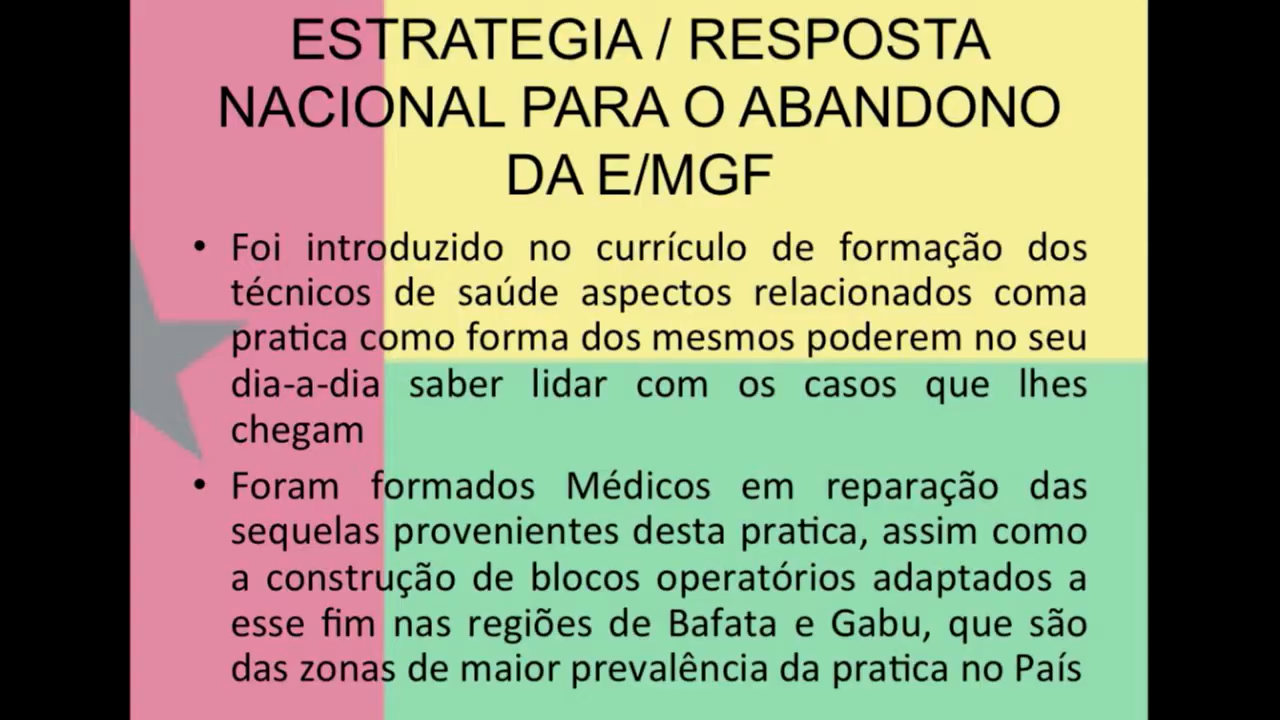 ESTRATEGIA / RESPOSTA
NACIONAL PARA O ABANDONO
DA E/MGF
• Foi introduzido no currículo de formação dos
técnicos de saúde aspectos relacionados coma
pratica como forma dos mesmos poderem no seu
dia-a-dia saber lidar com os casos que lhes
chegam
• Foram formados Médicos em reparação das
sequelas provenientes desta pratica, assim como
a construção de blocos operatórios adaptados a
esse fim nas regiões de Bafata e Gabu, que são
das zonas de maior prevalência da pratica no País